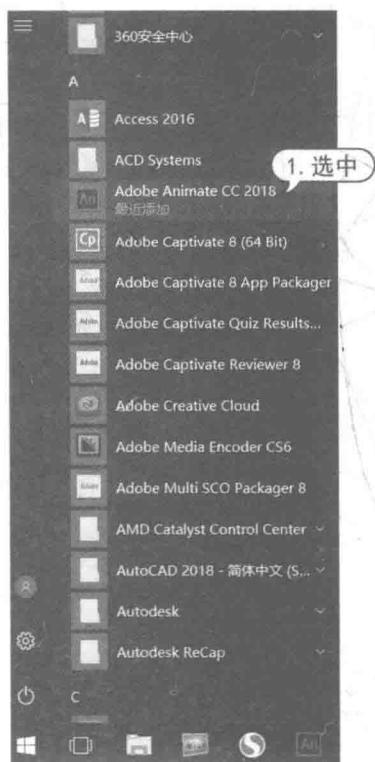 360安全中心
A
Access 2016
ACD Systems
1. 选中
Adobe Animate CC 2018
最近添加
Adobe Captivate 8 (64 Bit)
Adobe Captivate 8 App Packager
Adobe Captivate Quiz Results...
Adobe Captivate Reviewer 8
Adobe Creative Cloud
Adobe Media Encoder CS6
Adobe Multi SCO Packager 8
AMD Catalyst Control Center
AutoCAD 2018 - 简体中文 (S...
Autodesk
Autodesk ReCap
C